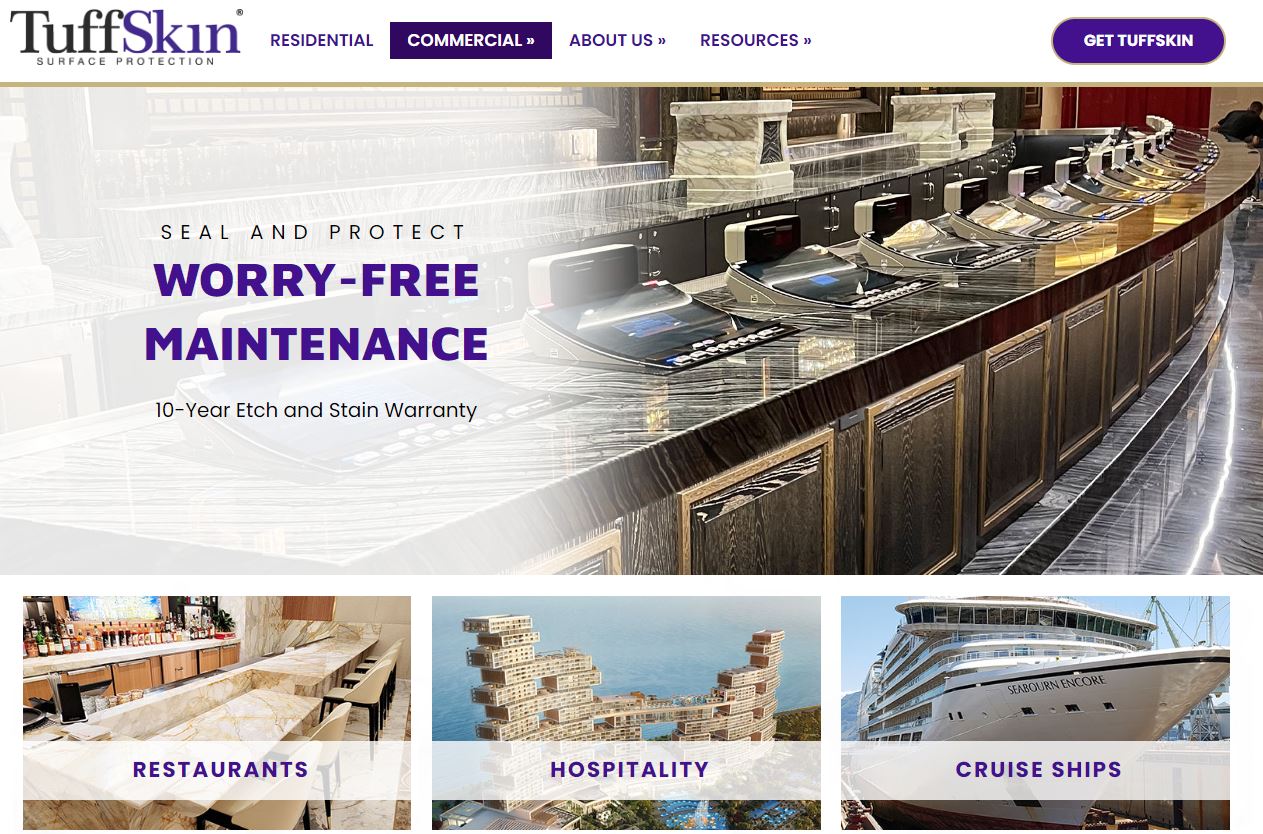 TuffSkin®
SURFACE PROTECTION
RESIDENTIAL
COMMERCIAL »
ABOUT US »
RESOURCES »
GET TUFFSKIN
SEAL AND PROTECT
WORRY-FREE
MAINTENANCE
10-Year Etch and Stain Warranty
SEABOURN ENCORE
RESTAURANTS
HOSPITALITY
CRUISE SHIPS